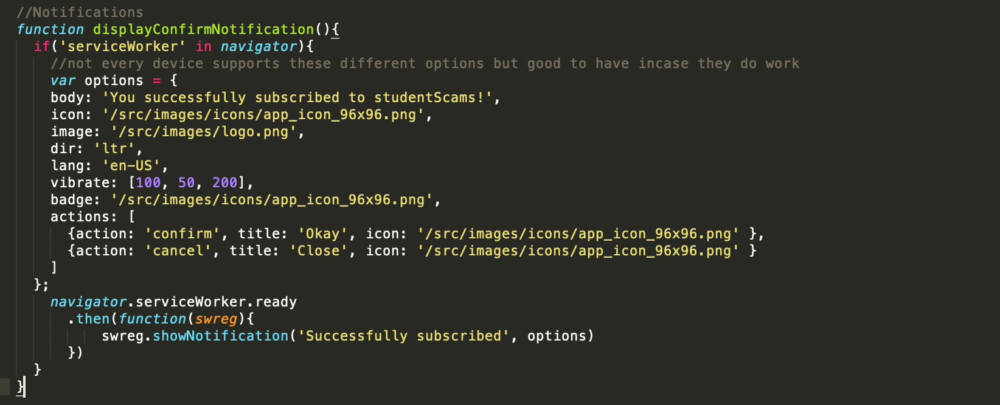 //Notifications
function displayConfirmNotification(){
  if('serviceWorker' in navigator){
    //not every device supports these different options but good to have incase they do work
    var options = {
    body: 'You successfully subscribed to studentScams!',
    icon: '/src/images/icons/app_icon_96x96.png',
    image: '/src/images/logo.png',
    dir: 'ltr',
    lang: 'en-US',
    vibrate: [100, 50, 200],
    badge: '/src/images/icons/app_icon_96x96.png',
    actions: [
      {action: 'confirm', title: 'Okay', icon: '/src/images/icons/app_icon_96x96.png' },
      {action: 'cancel', title: 'Close', icon: '/src/images/icons/app_icon_96x96.png' }
    ]
  };
    navigator.serviceWorker.ready
      .then(function(swreg){
          swreg.showNotification('Successfully subscribed', options)
      })
  }
}